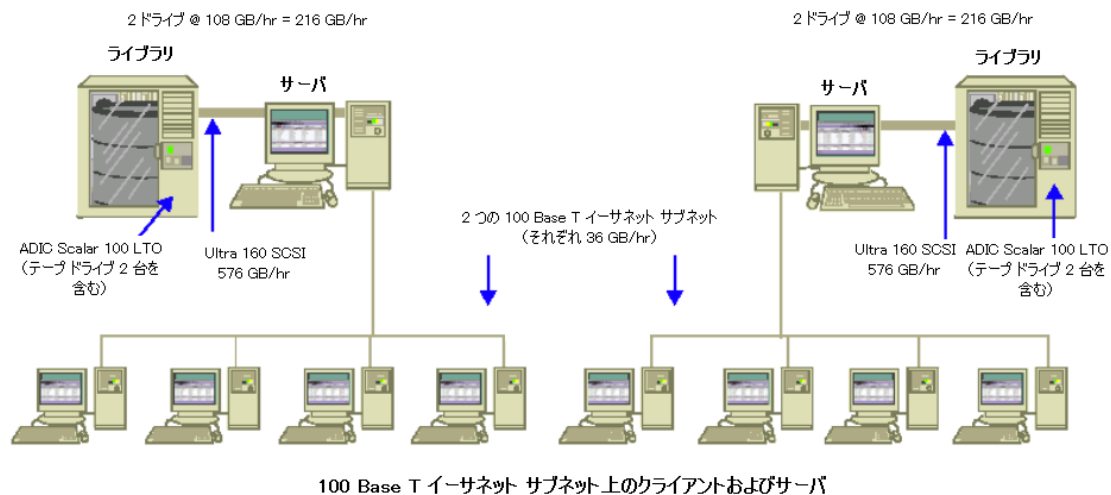 2 ドライブ @ 108 GB/hr = 216 GB/hr
2 ドライブ @ 108 GB/hr = 216 GB/hr
ライブラリ
サーバ
サーバ
ライブラリ
ADIC Scalar 100 LTO
(テープ ドライブ 2 台を
含む)
Ultra 160 SCSI
576 GB/hr
2 つの 100 Base T イーサネット サブネット
(それぞれ 36 GB/hr)
Ultra 160 SCSI
576 GB/hr
ADIC Scalar 100 LTO
(テープ ドライブ 2 台を
含む)
100 Base T イーサネット サブネット上のクライアントおよびサーバ